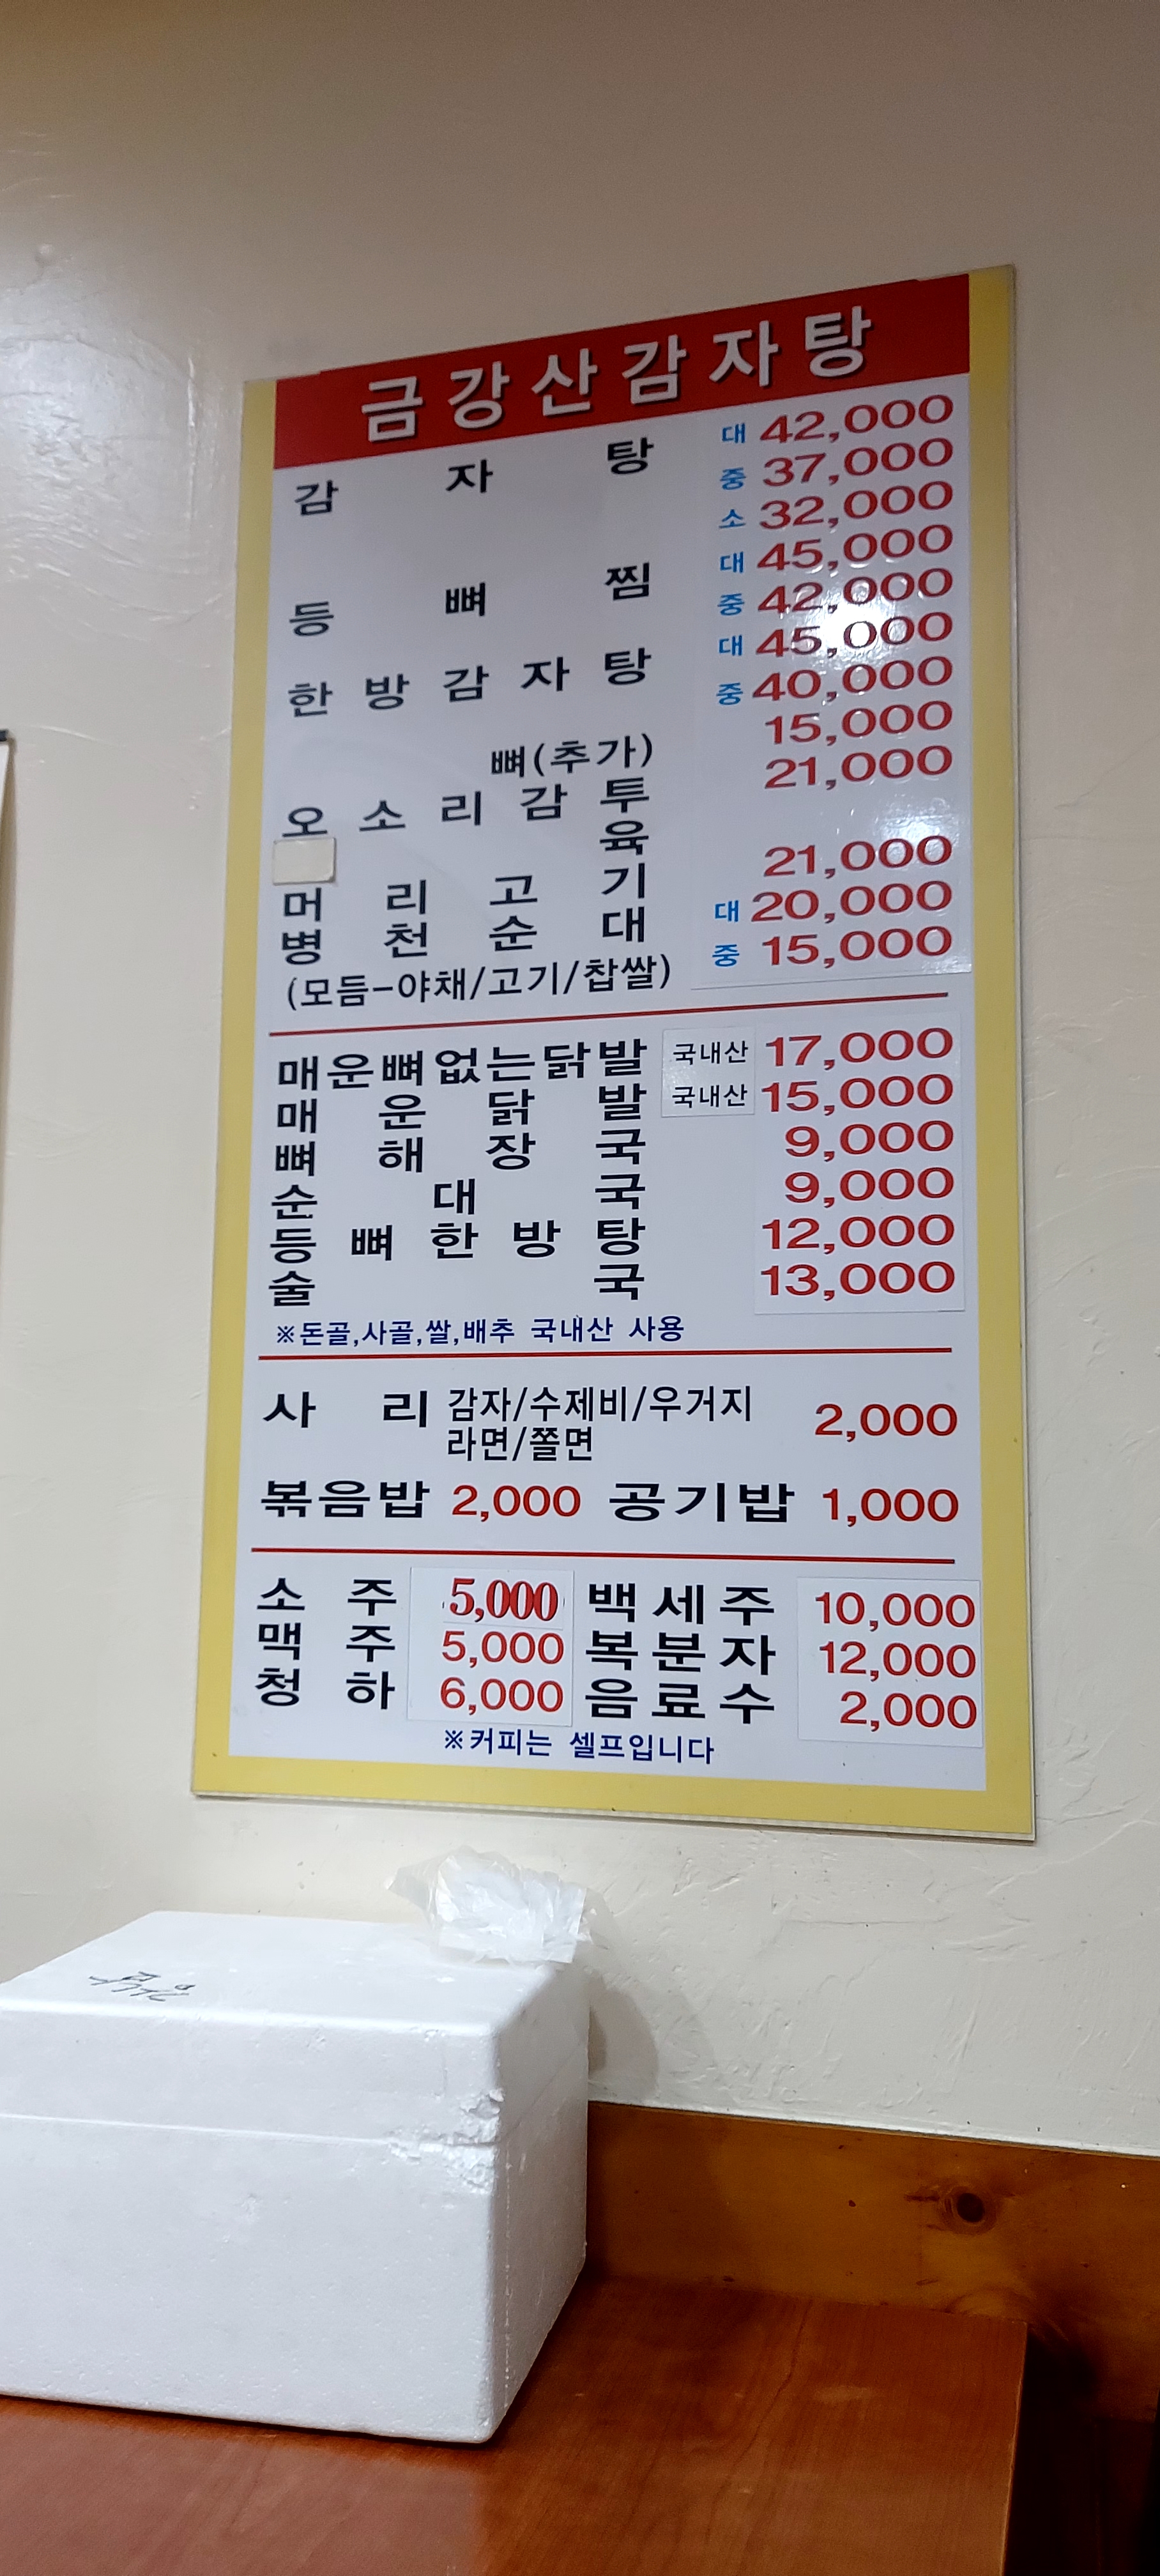 금강산감자탕
감자탕 대 42,000
중 37,000
소 32,000
등뼈찜 대 45,000
중 42,000
한방감자탕 대 45,000
중 40,000
뼈(추가) 15,000
오소리감투 21,000
육
머리고기 21,000
병천순대 대 20,000
(모듬-야채/고기/찹쌀) 중 15,000
매운뼈없는닭발 국내산 17,000
매운닭발 국내산 15,000
뼈해장국 9,000
순대국 9,000
등뼈한방탕 12,000
술국 13,000
※돈골,사골,쌀,배추 국내산 사용
사리 감자/수제비/우거지 2,000
라면/쫄면
볶음밥 2,000 공기밥 1,000
소주 5,000 백세주 10,000
맥주 5,000 복분자 12,000
청하 6,000 음료수 2,000
※커피는 셀프입니다